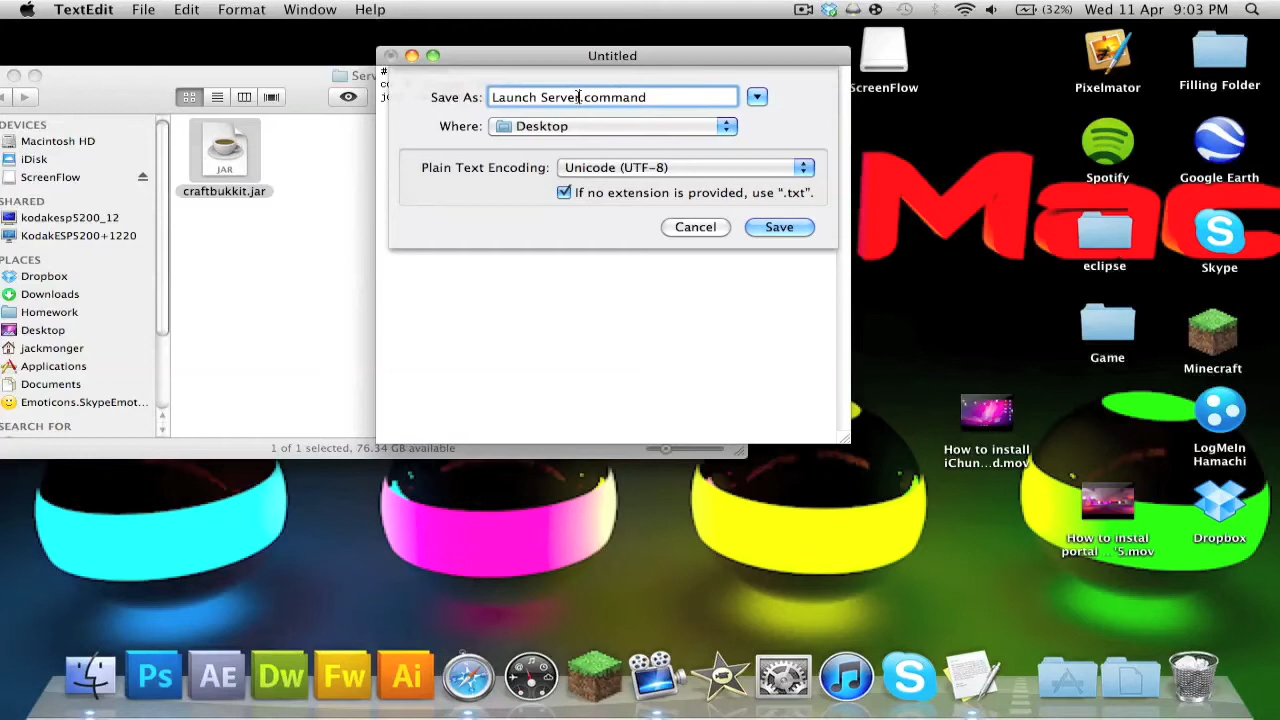 TextEdit File Edit Format Window Help (32%) Wed 11 Apr 9:03 PM
Untitled
Save As: Launch Server.command
Where: Desktop
Plain Text Encoding: Unicode (UTF-8)
If no extension is provided, use “.txt”.
Cancel Save
DEVICES
Macintosh HD
iDisk
ScreenFlow
SHARED
kodakesp5200_12
KodakESP5200+1220
PLACES
Dropbox
Downloads
Homework
Desktop
jackmonger
Applications
Documents
Emoticons.SkypeEmot...
SEARCH FOR
JAR
craftbukkit.jar
1 of 1 selected, 76.34 GB available
ScreenFlow
Pixelmator
Filling Folder
Spotify
Google Earth
Mac
eclipse
Skype
Game
Minecraft
How to install
iChun...d.mov
LogMeIn
Hamachi
How to instal
portal ...'5.mov
Dropbox
Ps AE Dw Fw Ai